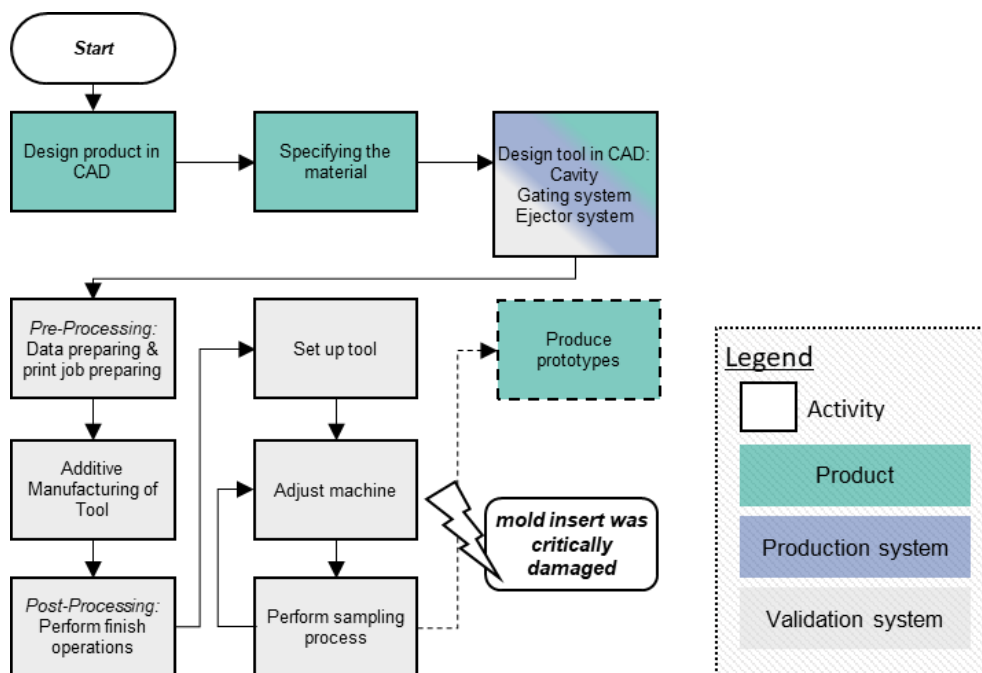 Start
Design product in
CAD
Specifying the
material
Design tool in CAD:
Cavity
Gating system
Ejector system
Pre-Processing:
Data preparing &
print job preparing
Set up tool
Produce
prototypes
Additive
Manufacturing of
Tool
Adjust machine
mold insert was
critically
damaged
Post-Processing:
Perform finish
operations
Perform sampling
process
Legend
Activity
Product
Production system
Validation system